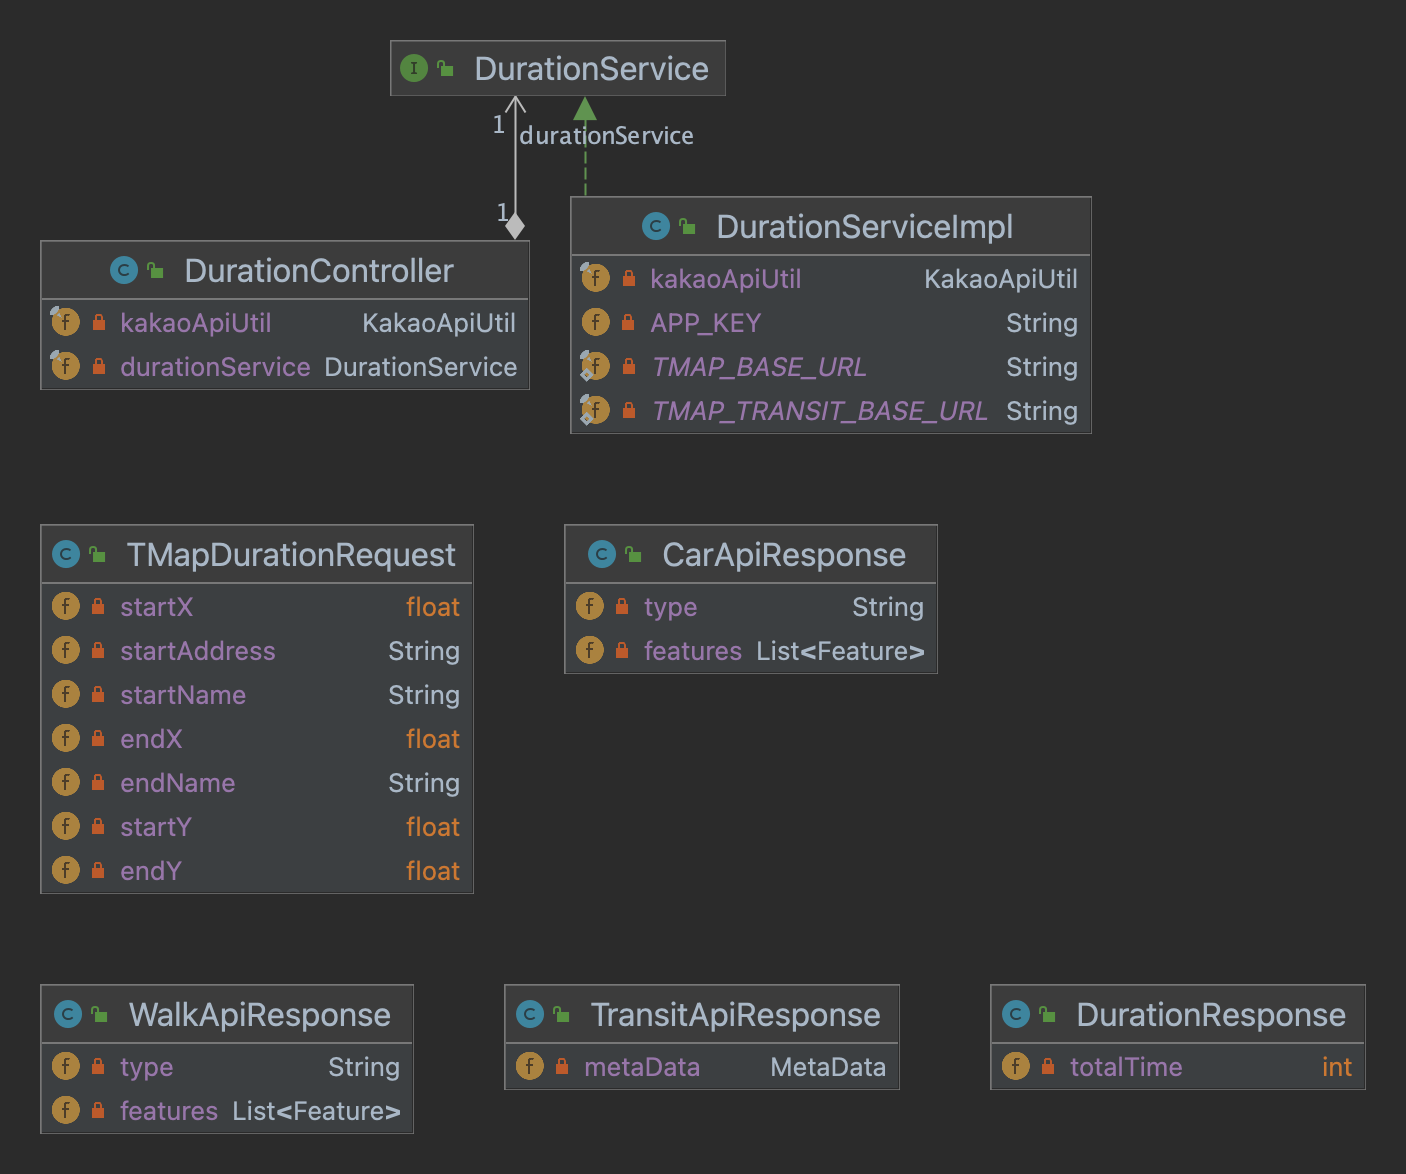 DurationService
1
durationService
1
DurationController
kakaoApiUtil KakaoApiUtil
durationService DurationService
DurationServiceImpl
kakaoApiUtil KakaoApiUtil
APP_KEY String
TMAP_BASE_URL String
TMAP_TRANSIT_BASE_URL String
TMapDurationRequest
startX float
startAddress String
startName String
endX float
endName String
startY float
endY float
CarApiResponse
type String
features List<Feature>
WalkApiResponse
type String
features List<Feature>
TransitApiResponse
metaData MetaData
DurationResponse
totalTime int